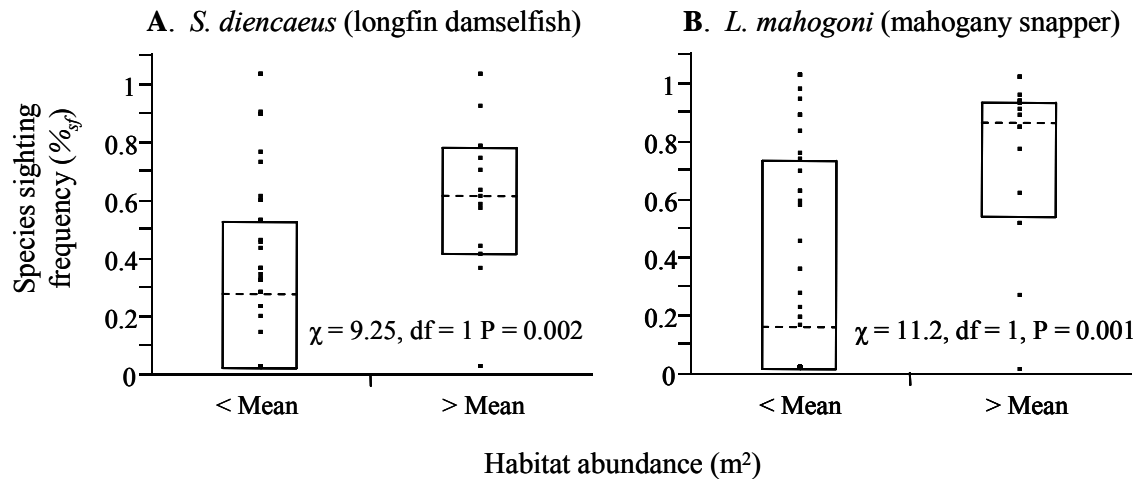 A. S. diencaeus (longfin damselfish)
B. L. mahogoni (mahogany snapper)
Species sighting
frequency (%sf)
1
0.8
0.6
0.4
0.2
0
χ = 9.25, df = 1 P = 0.002
< Mean
> Mean
1
0.8
0.6
0.4
0.2
0
χ = 11.2, df = 1, P = 0.001
< Mean
> Mean
Habitat abundance (m²)